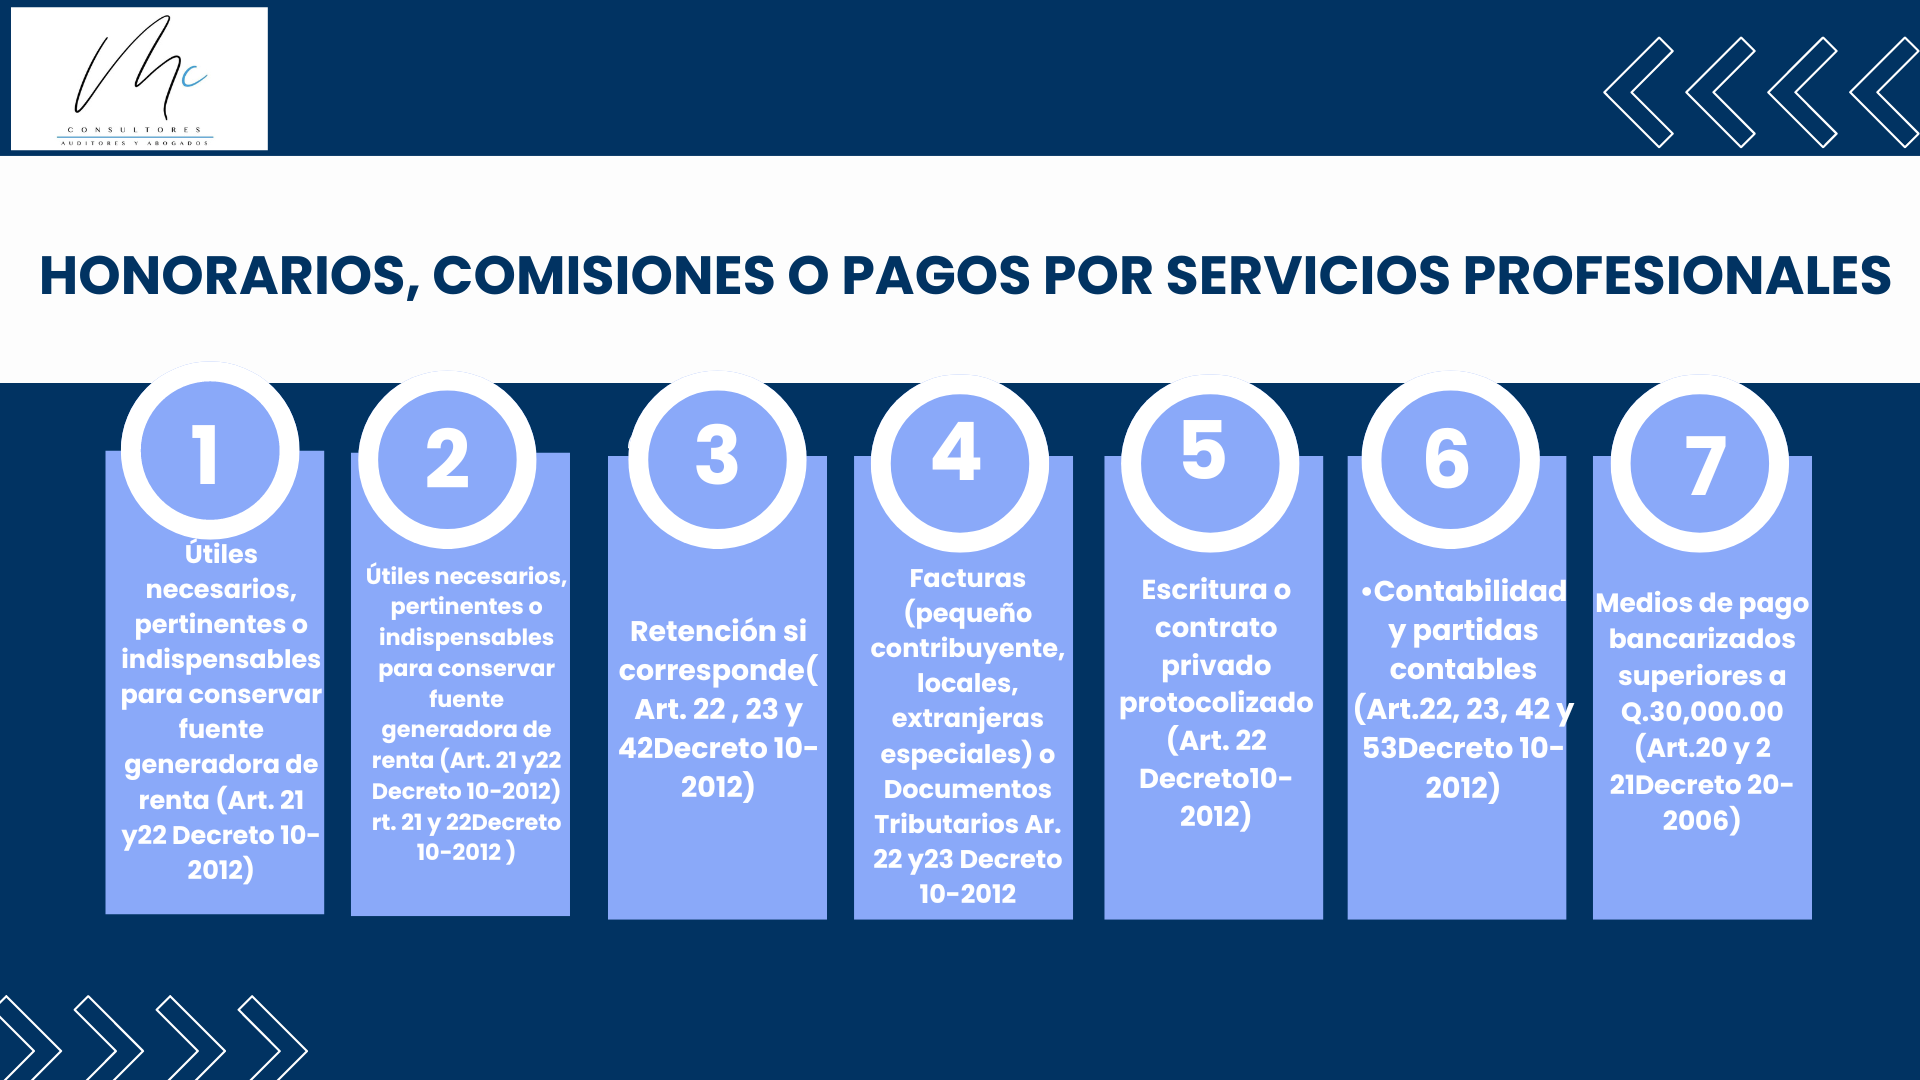 Mc
CONSULTORES
AUDITORES Y ABOGADOS
HONORARIOS, COMISIONES O PAGOS POR SERVICIOS PROFESIONALES
1
Útiles
necesarios,
pertinentes o
indispensables
para conservar
fuente
generadora de
renta (Art. 21
y22 Decreto 10-
2012)
2
Útiles necesarios,
pertinentes o
indispensables
para conservar
fuente
generadora de
renta (Art. 21 y22
Decreto 10-2012)
rt. 21 y 22Decreto
10-2012 )
3
Retención si
corresponde(
Art. 22 , 23 y
42Decreto 10-
2012)
4
Facturas
(pequeño
contribuyente,
locales,
extranjeras
especiales) o
Documentos
Tributarios Ar.
22 y23 Decreto
10-2012
5
Escritura o
contrato
privado
protocolizado
(Art. 22
Decreto10-
2012)
6
•Contabilidad
y partidas
contables
(Art.22, 23, 42 y
53Decreto 10-
2012)
7
Medios de pago
bancarizados
superiores a
Q.30,000.00
(Art.20 y 2
21Decreto 20-
2006)